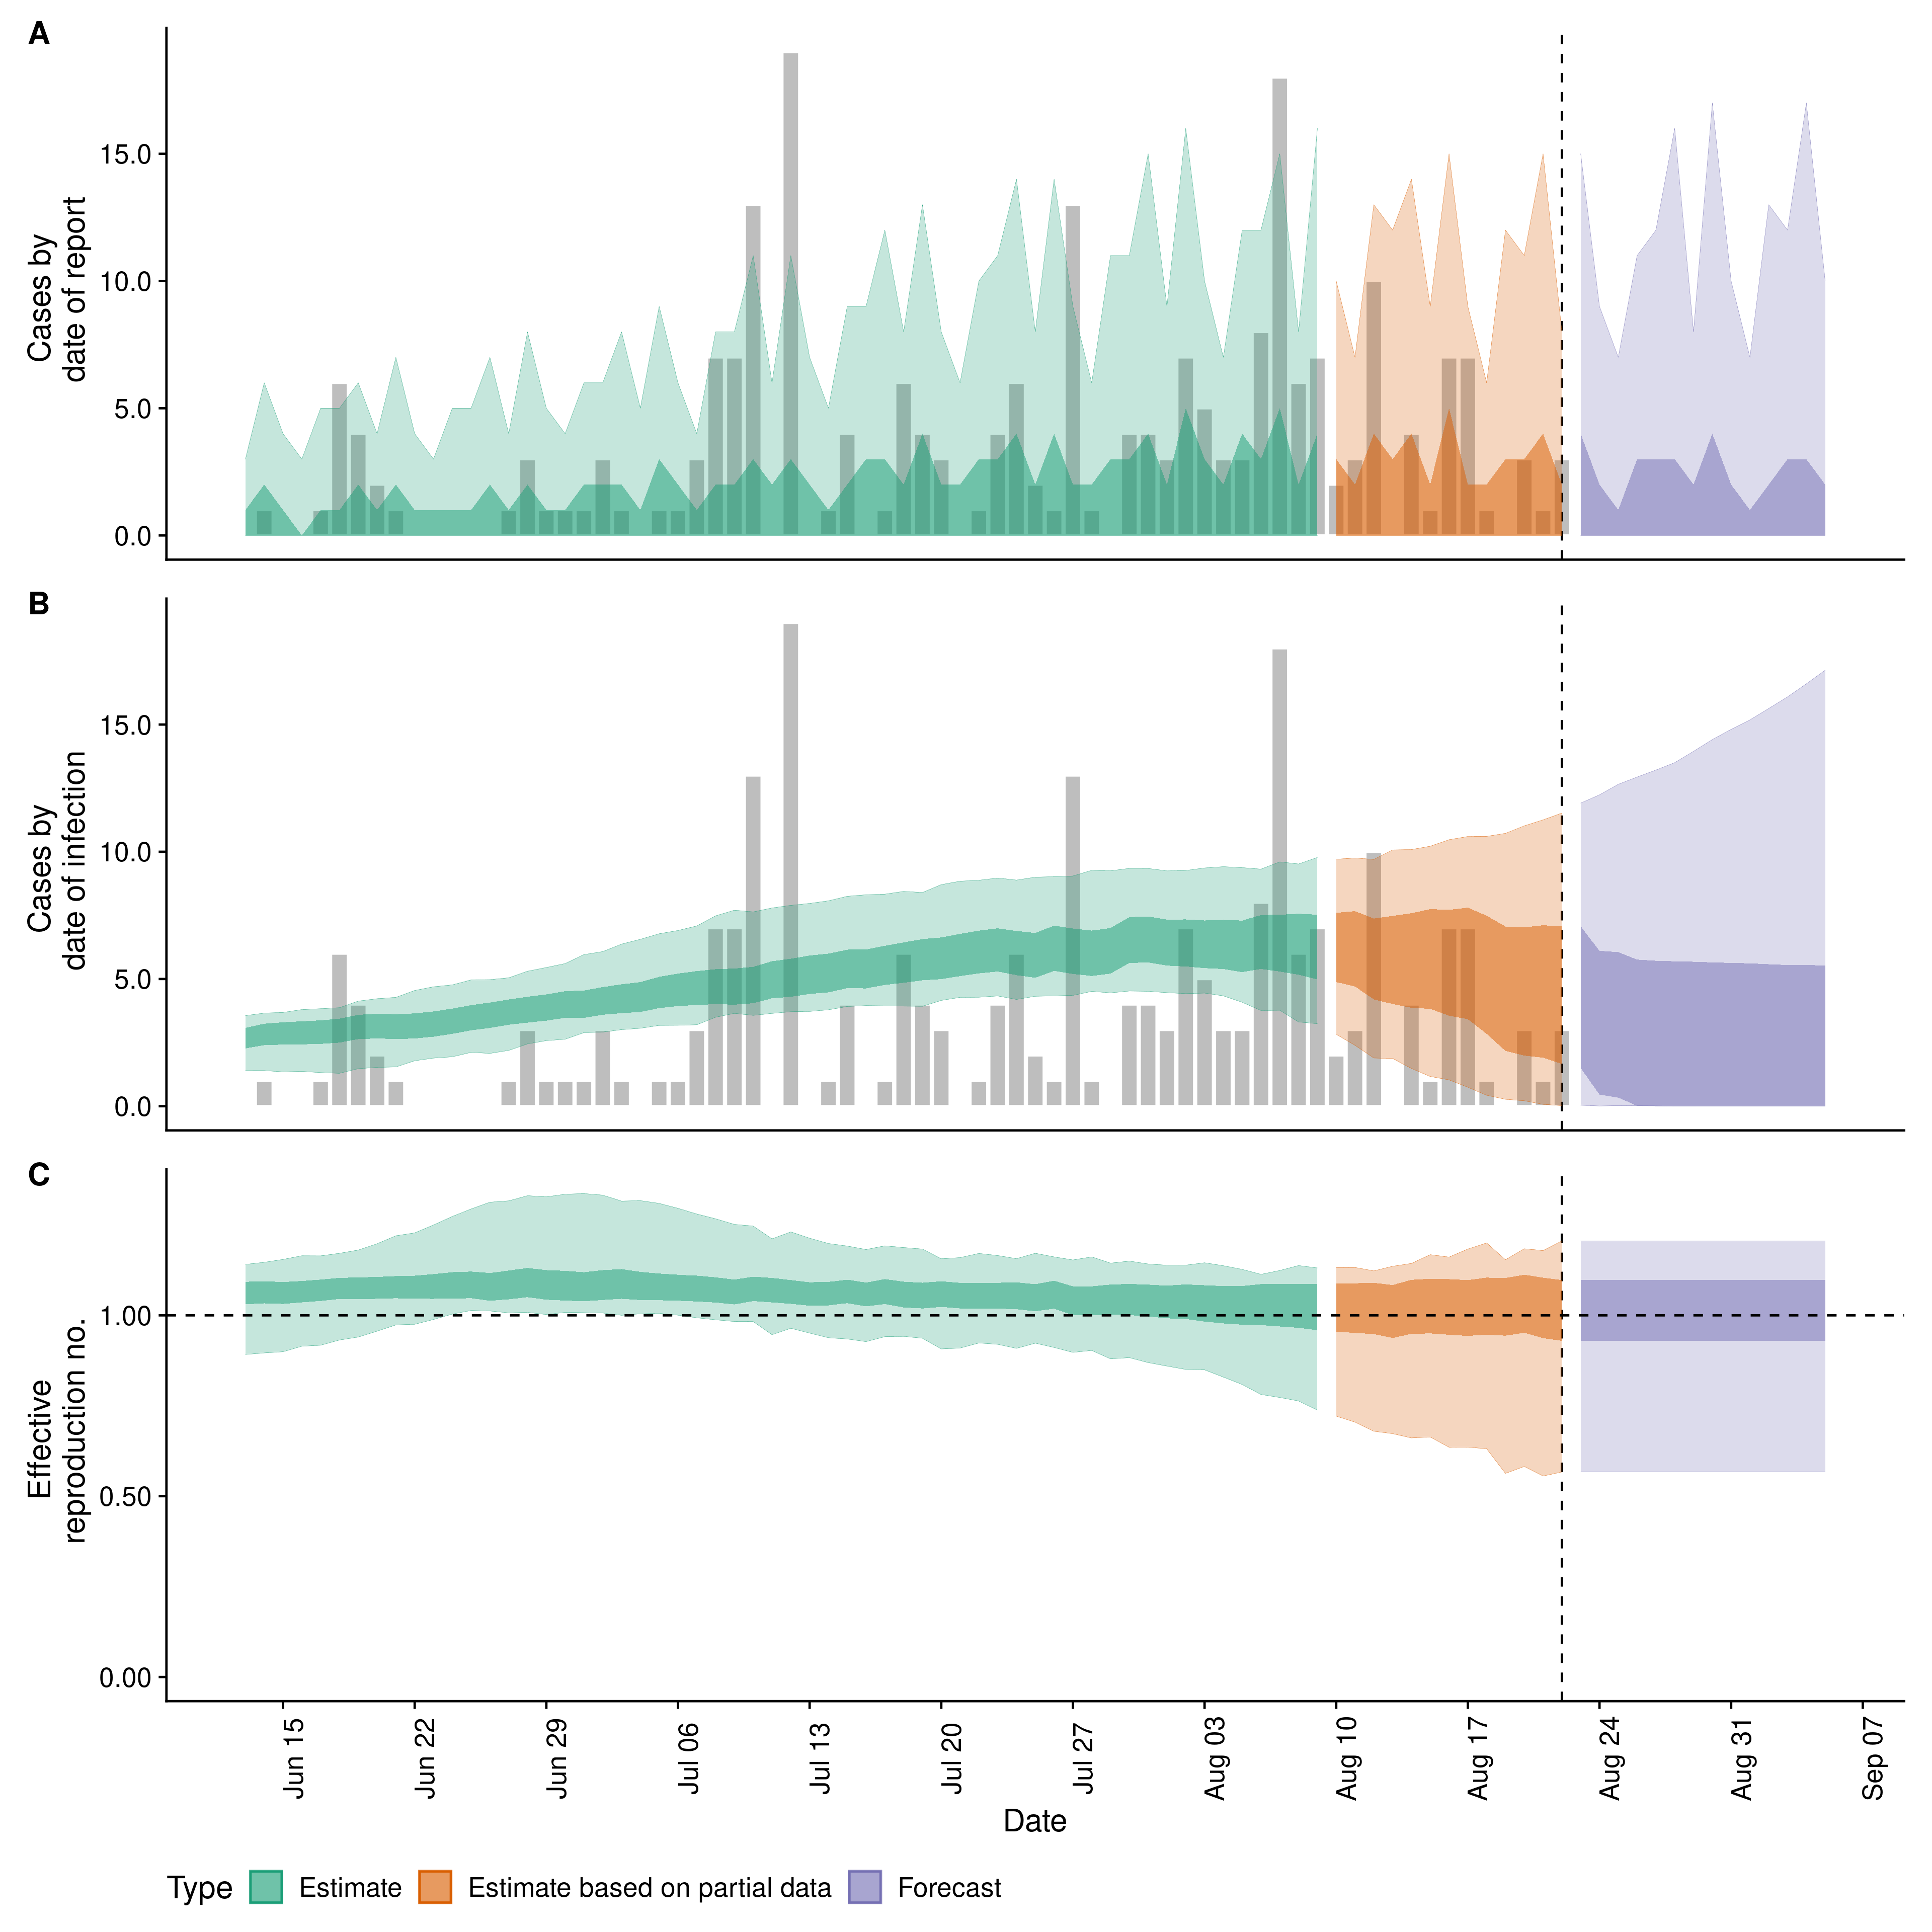 A
Cases by
date of report
15.0
10.0
5.0
0.0
B
Cases by
date of infection
15.0
10.0
5.0
0.0
C
Effective
reproduction no.
1.00
0.50
0.00
Jun 15
Jun 22
Jun 29
Jul 06
Jul 13
Jul 20
Jul 27
Aug 03
Aug 10
Aug 17
Aug 24
Aug 31
Sep 07
Date
Type Estimate Estimate based on partial data Forecast